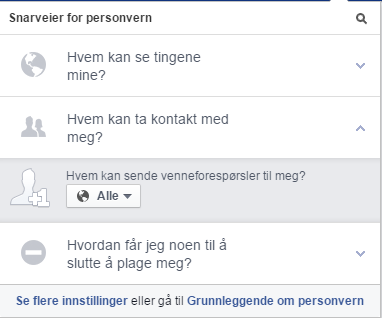 Snarveier for personvern
Hvem kan se tingene
mine?
Hvem kan ta kontakt med
meg?
Hvem kan sende venneforespørsler til meg?
Alle
Hvordan får jeg noen til å
slutte å plage meg?
Se flere innstillinger eller gå til Grunnleggende om personvern